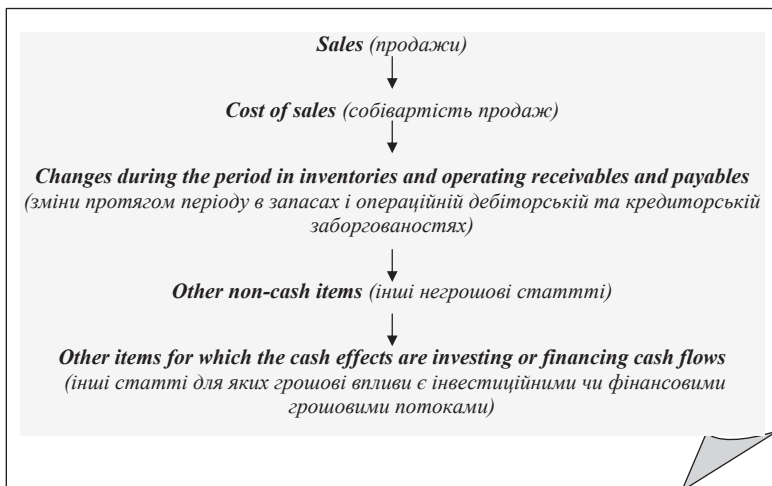 Sales (продажи)
Cost of sales (собівартість продаж)
Changes during the period in inventories and operating receivables and payables
(зміни протягом періоду в запасах і операційній дебіторській та кредиторській
заборгованостях)
Other non-cash items (інші негрошові статтті)
Other items for which the cash effects are investing or financing cash flows
(інші статті для яких грошові впливи є інвестиційними чи фінансовими
грошовими потоками)